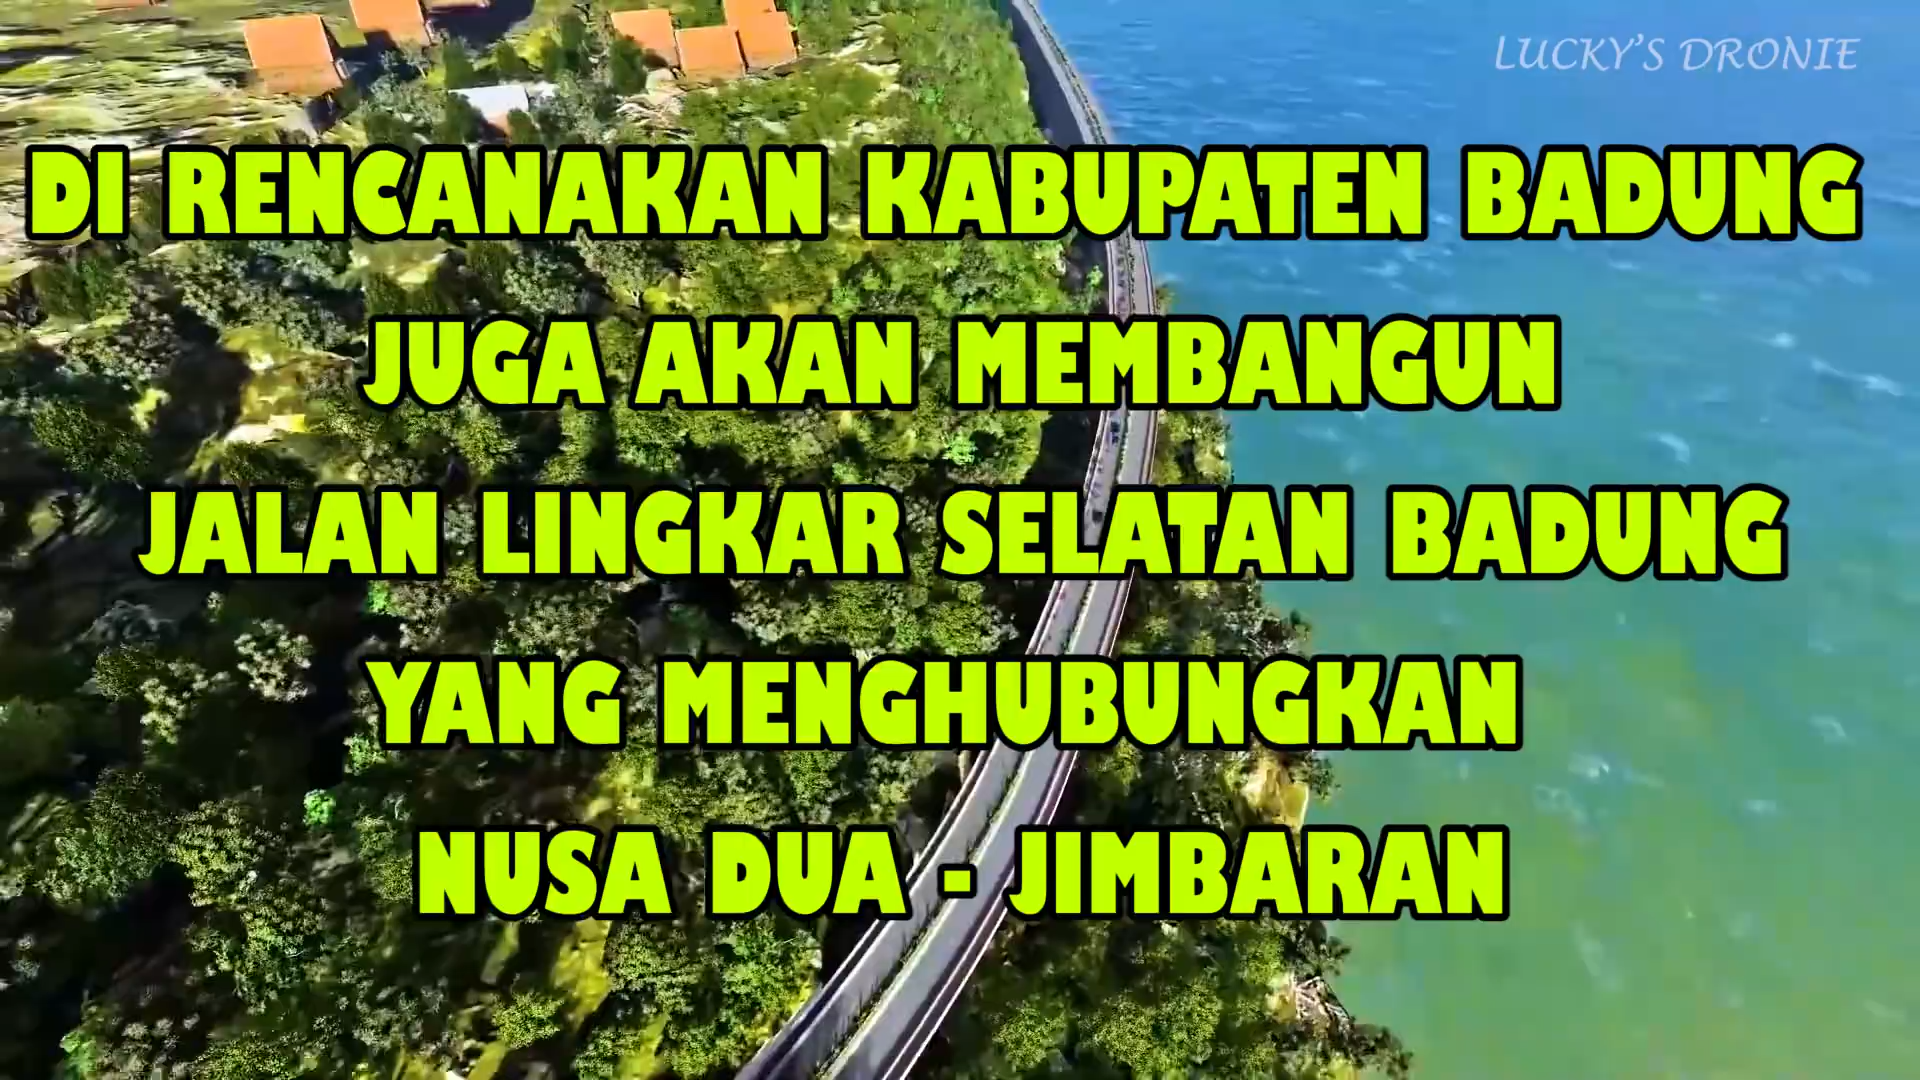 LUCKY'S DRONIE
DI RENCANAKAN KABUPATEN BADUNG
JUGA AKAN MEMBANGUN
JALAN LINGKAR SELATAN BADUNG
YANG MENGHUBUNGKAN
NUSA DUA - JIMBARAN